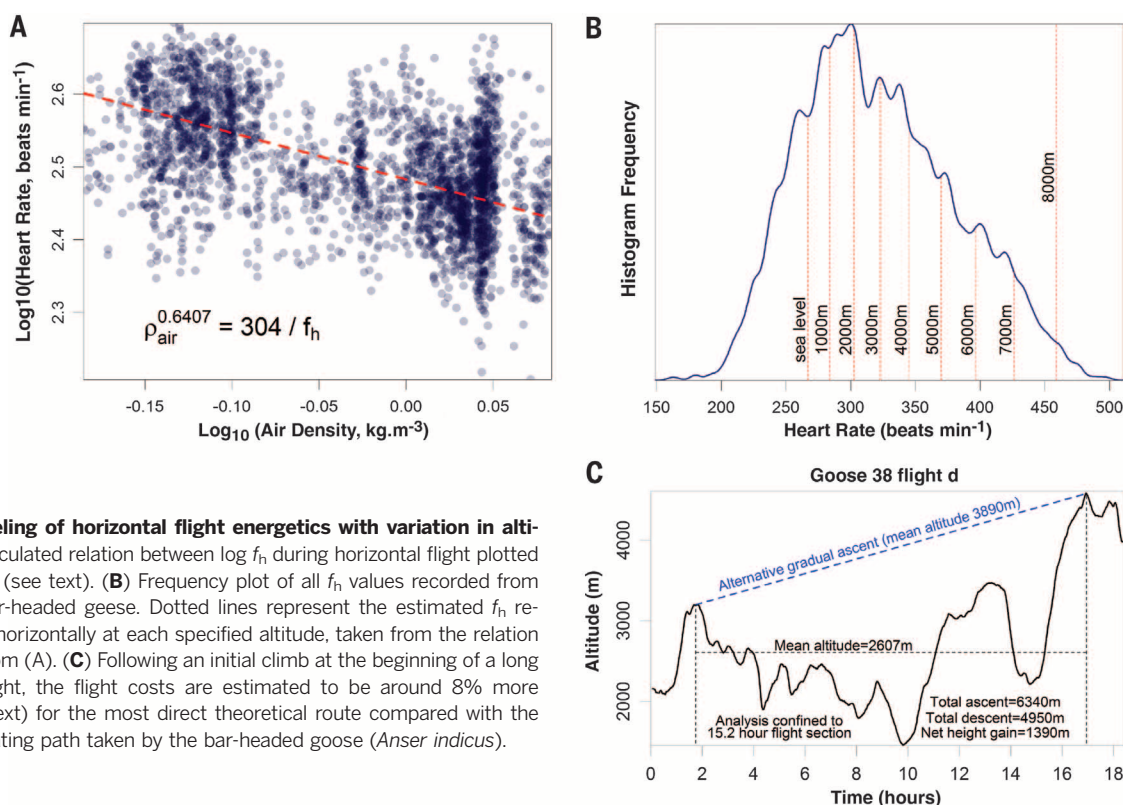 A
Log10(Heart Rate, beats min-1)
2.6
2.5
2.4
2.3
ρair^0.6407 = 304 / fh
-0.15 -0.10 -0.05 0.00 0.05
Log10 (Air Density, kg.m-3)
B
Histogram Frequency
sea level
1000m
2000m
3000m
4000m
5000m
6000m
7000m
8000m
150 200 250 300 350 400 450 500
Heart Rate (beats min-1)
eling of horizontal flight energetics with variation in alti-
culated relation between log fh during horizontal flight plotted
(see text). (B) Frequency plot of all fh values recorded from
r-headed geese. Dotted lines represent the estimated fh re-
horizontally at each specified altitude, taken from the relation
om (A). (C) Following an initial climb at the beginning of a long
ght, the flight costs are estimated to be around 8% more
ext) for the most direct theoretical route compared with the
ting path taken by the bar-headed goose (Anser indicus).
C
Goose 38 flight d
Altitude (m)
4000
3000
2000
Alternative gradual ascent (mean altitude 3890m)
Mean altitude=2607m
Analysis confined to
15.2 hour flight section
Total ascent=6340m
Total descent=4950m
Net height gain=1390m
0 2 4 6 8 10 12 14 16 18
Time (hours)